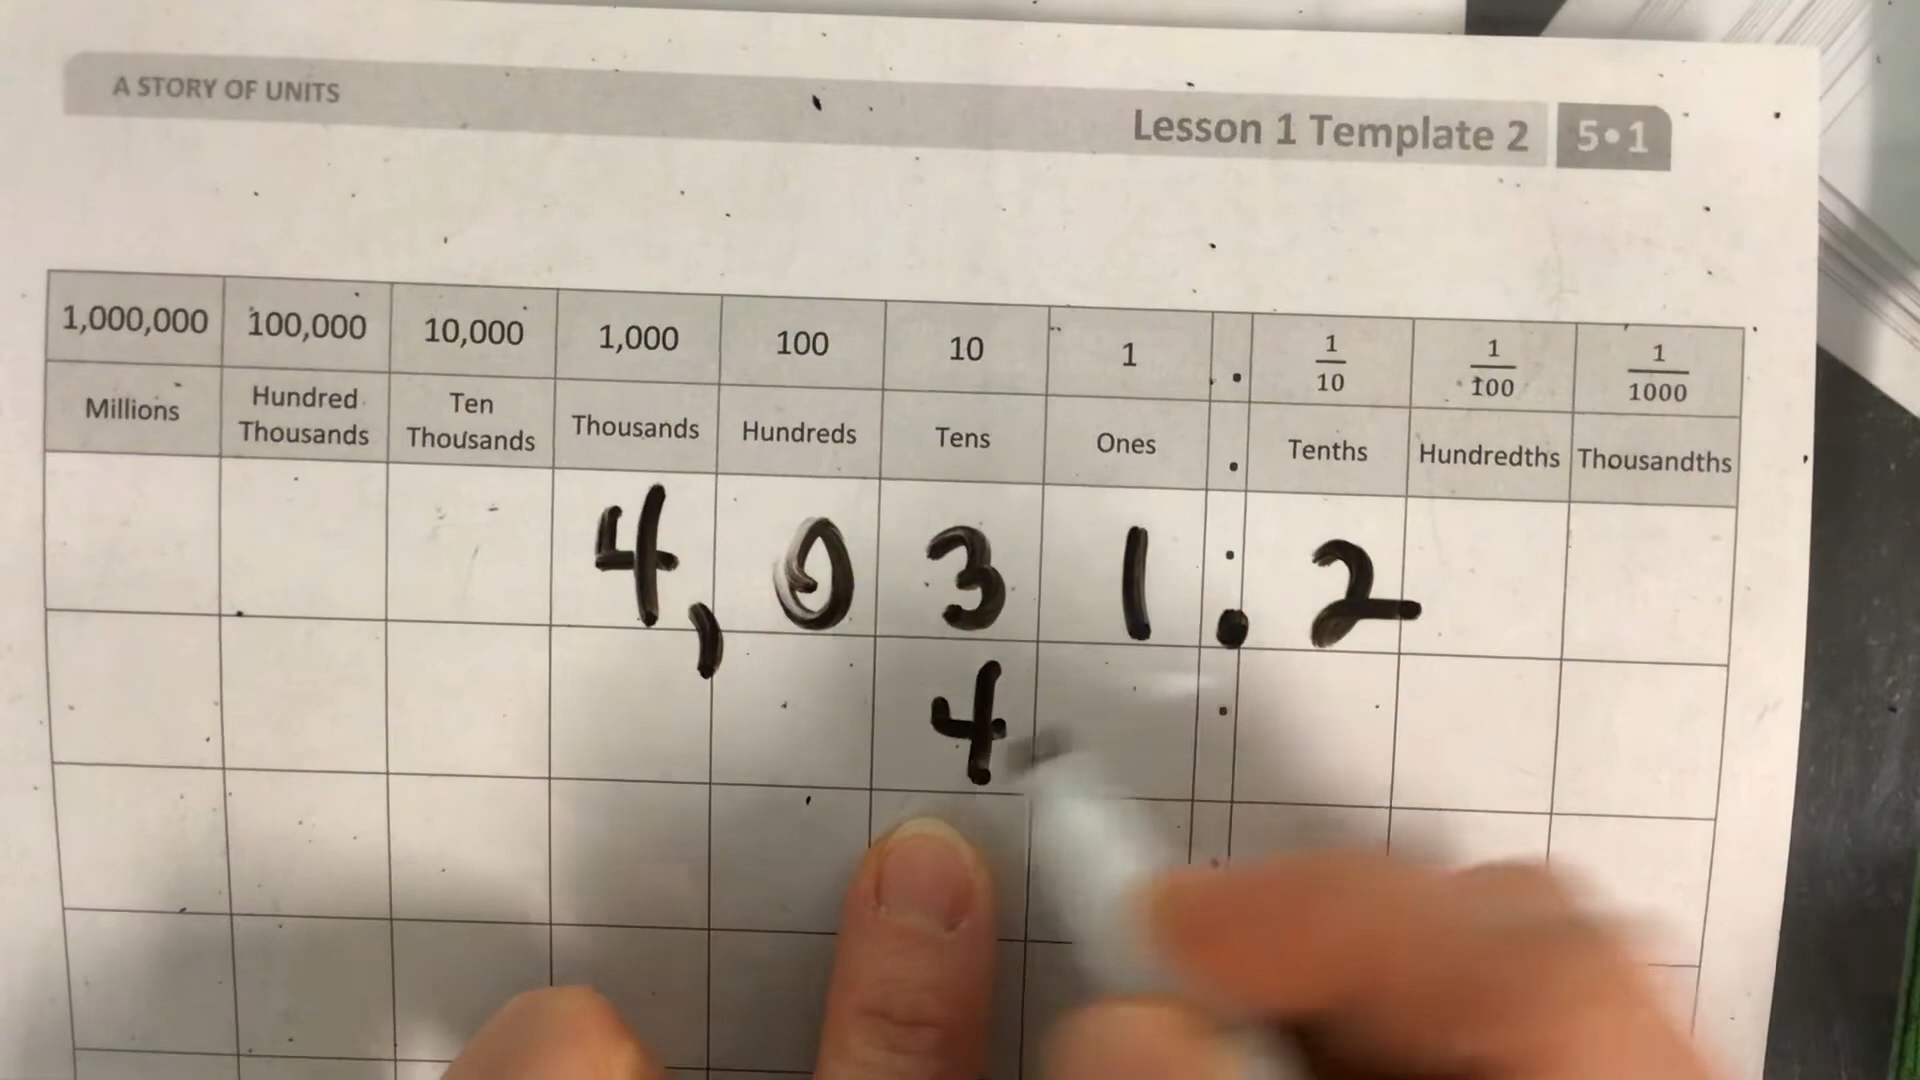 A STORY OF UNITS
Lesson 1 Template 2 5•1
1,000,000 100,000 10,000 1,000 100 10 1 . 1/10 1/100 1/1000
Millions Hundred Thousands Ten Thousands Thousands Hundreds Tens Ones . Tenths Hundredths Thousandths
4,031.2
4